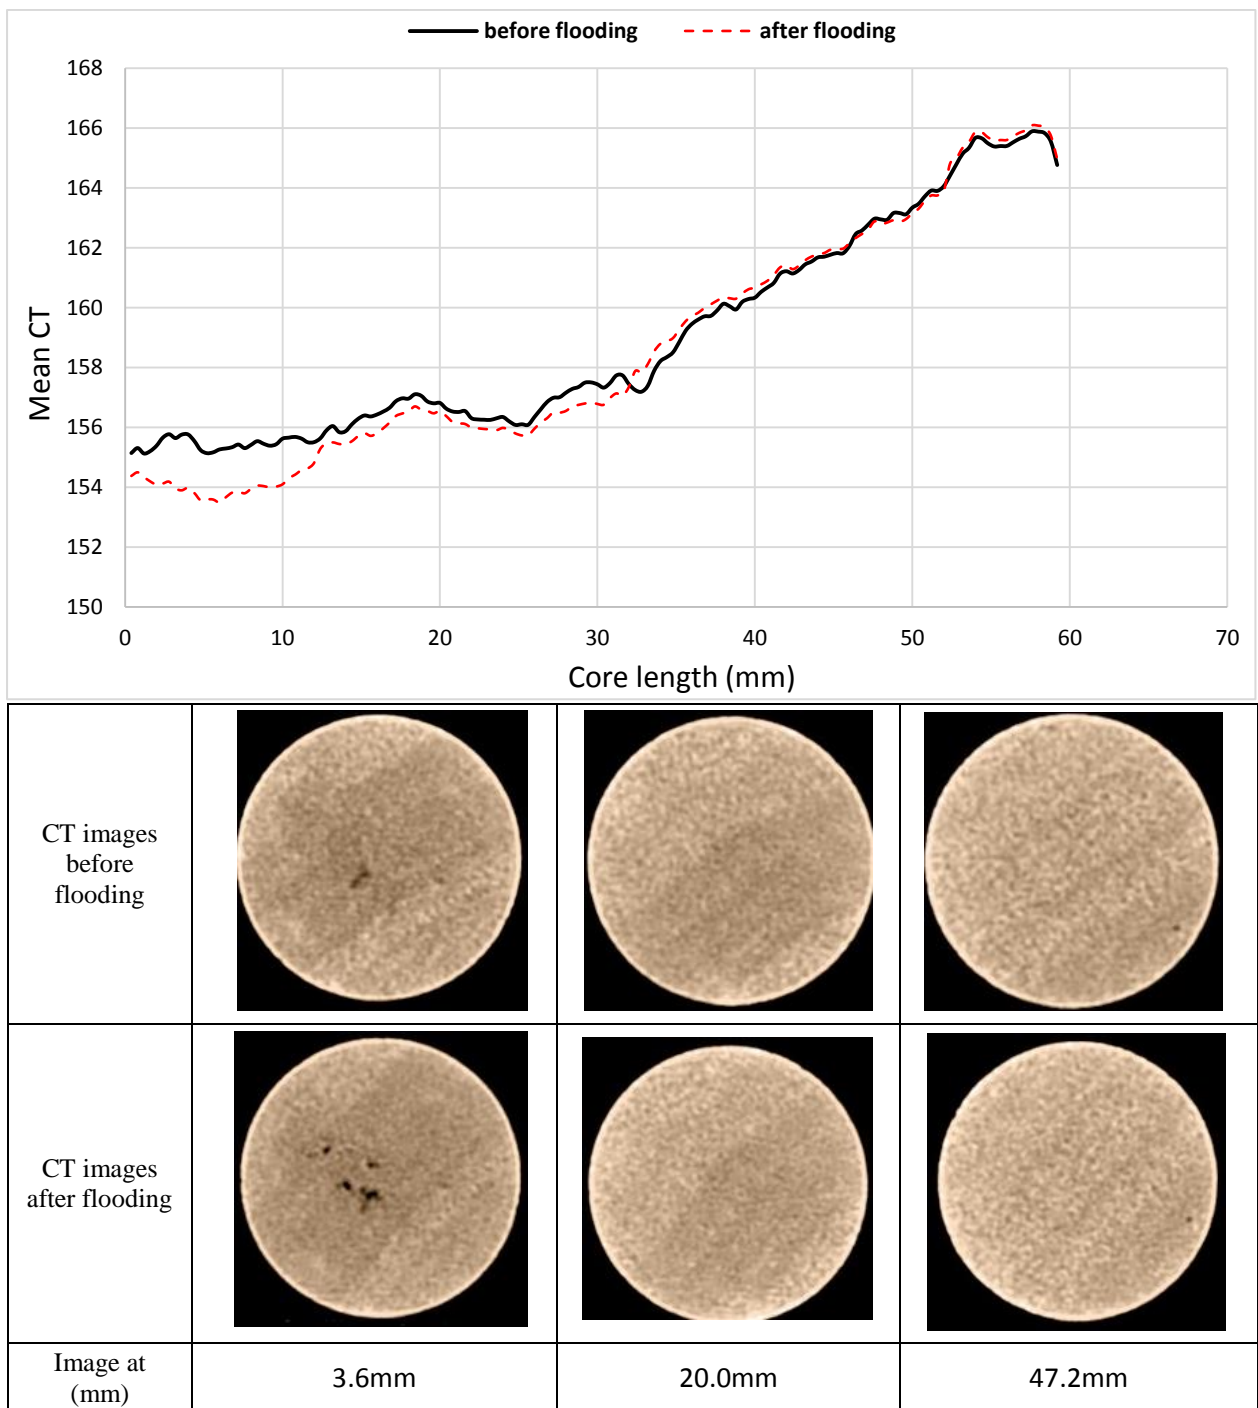 before flooding
after flooding
168
166
164
162
160
158
156
154
152
150
Mean CT
0
10
20
30
40
50
60
70
Core length (mm)
CT images
before
flooding
CT images
after flooding
Image at
(mm)
3.6mm
20.0mm
47.2mm